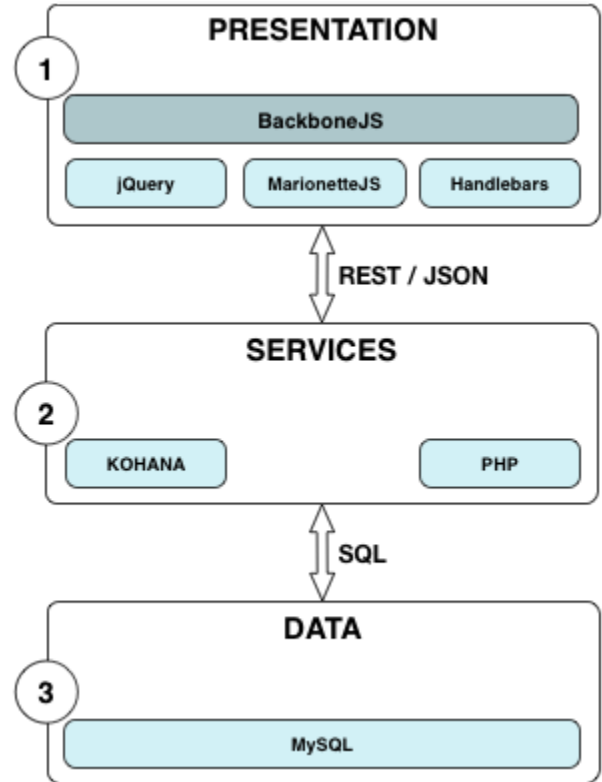 PRESENTATION
1
BackboneJS
jQuery MarionetteJS Handlebars
REST / JSON
SERVICES
2
KOHANA PHP
SQL
DATA
3
MySQL